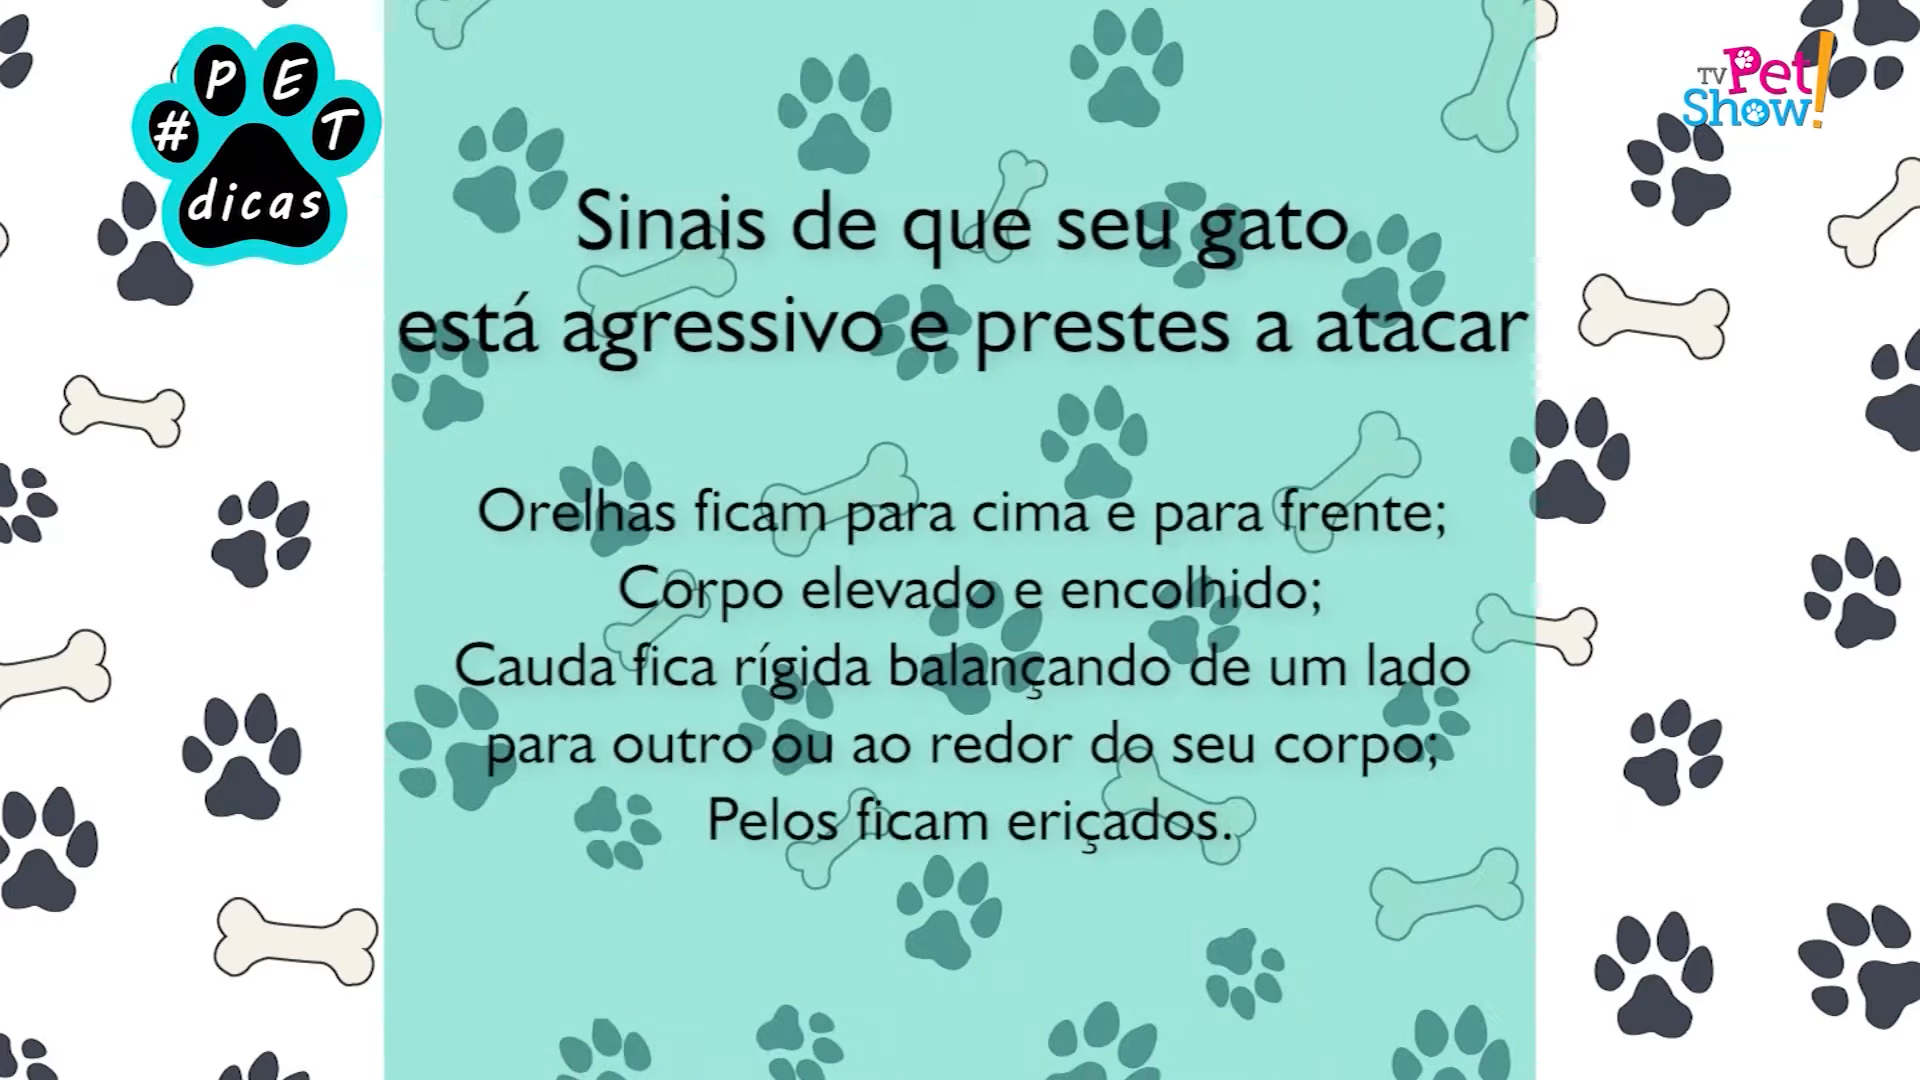 #PET
dicas
TV Pet
Show!
Sinais de que seu gato
está agressivo e prestes a atacar
Orelhas ficam para cima e para frente;
Corpo elevado e encolhido;
Cauda fica rígida balançando de um lado
para outro ou ao redor do seu corpo;
Pelos ficam eriçados.